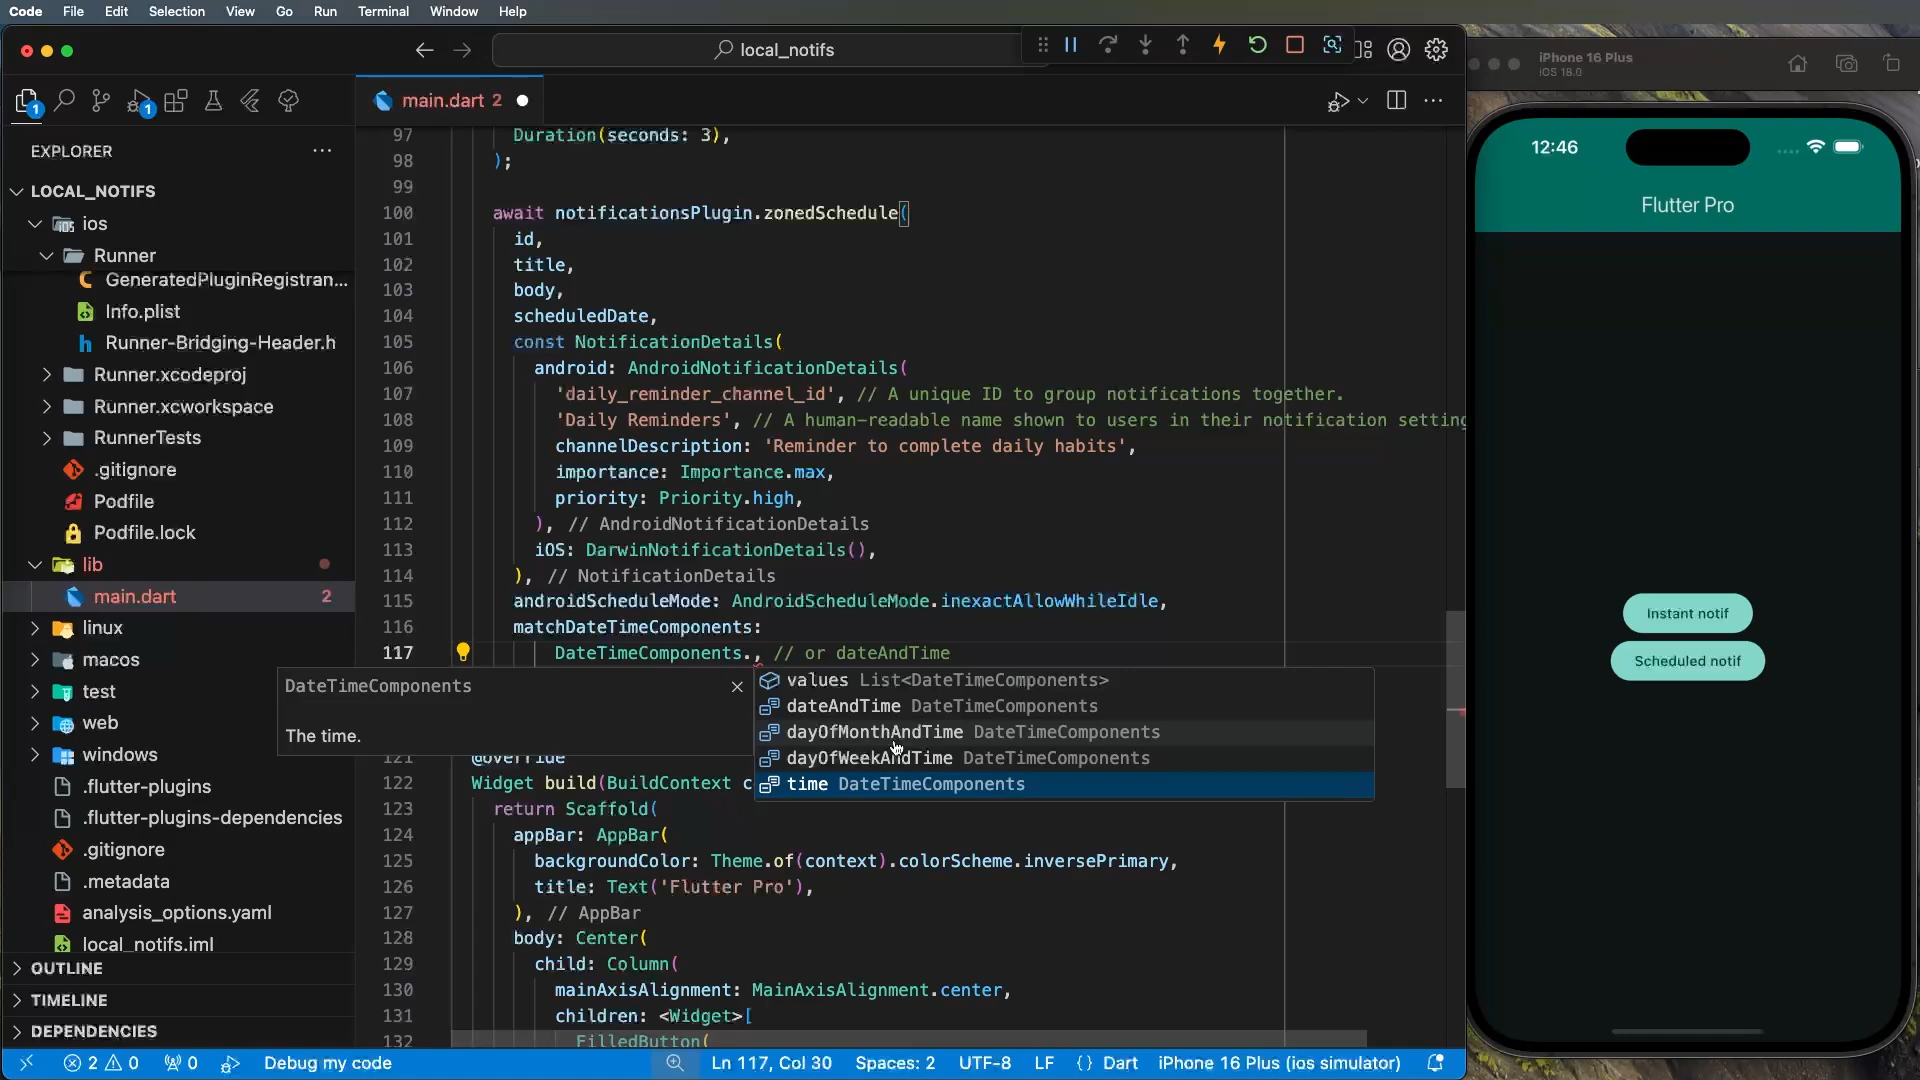 Code File Edit Selection View Go Run Terminal Window Help
local_notifs
iPhone 16 Plus
iOS 18.0
1
1
main.dart 2
EXPLORER
LOCAL_NOTIFS
ios
Runner
GeneratedPluginRegistran...
Info.plist
Runner-Bridging-Header.h
Runner.xcodeproj
Runner.xcworkspace
RunnerTests
.gitignore
Podfile
Podfile.lock
lib
main.dart 2
linux
macos
test
web
windows
.flutter-plugins
.flutter-plugins-dependencies
.gitignore
.metadata
analysis_options.yaml
local_notifs.iml
OUTLINE
TIMELINE
DEPENDENCIES
97 Duration(seconds: 3),
98 );
99
100 await notificationsPlugin.zonedSchedule(
101 id,
102 title,
103 body,
104 scheduledDate,
105 const NotificationDetails(
106 android: AndroidNotificationDetails(
107 'daily_reminder_channel_id', // A unique ID to group notifications together.
108 'Daily Reminders', // A human-readable name shown to users in their notification setting
109 channelDescription: 'Reminder to complete daily habits',
110 importance: Importance.max,
111 priority: Priority.high,
112 ), // AndroidNotificationDetails
113 iOS: DarwinNotificationDetails(),
114 ), // NotificationDetails
115 androidScheduleMode: AndroidScheduleMode.inexactAllowWhileIdle,
116 matchDateTimeComponents:
117 DateTimeComponents., // or dateAndTime
DateTimeComponents
The time.
values List<DateTimeComponents>
dateAndTime DateTimeComponents
dayOfMonthAndTime DateTimeComponents
dayOfWeekAndTime DateTimeComponents
time DateTimeComponents
121 @override
122 Widget build(BuildContext c
123 return Scaffold(
124 appBar: AppBar(
125 backgroundColor: Theme.of(context).colorScheme.inversePrimary,
126 title: Text('Flutter Pro'),
127 ), // AppBar
128 body: Center(
129 child: Column(
130 mainAxisAlignment: MainAxisAlignment.center,
131 children: <Widget>[
132 FilledButton(
12:46
Flutter Pro
Instant notif
Scheduled notif
2 0 0 Debug my code Ln 117, Col 30 Spaces: 2 UTF-8 LF {} Dart iPhone 16 Plus (ios simulator)